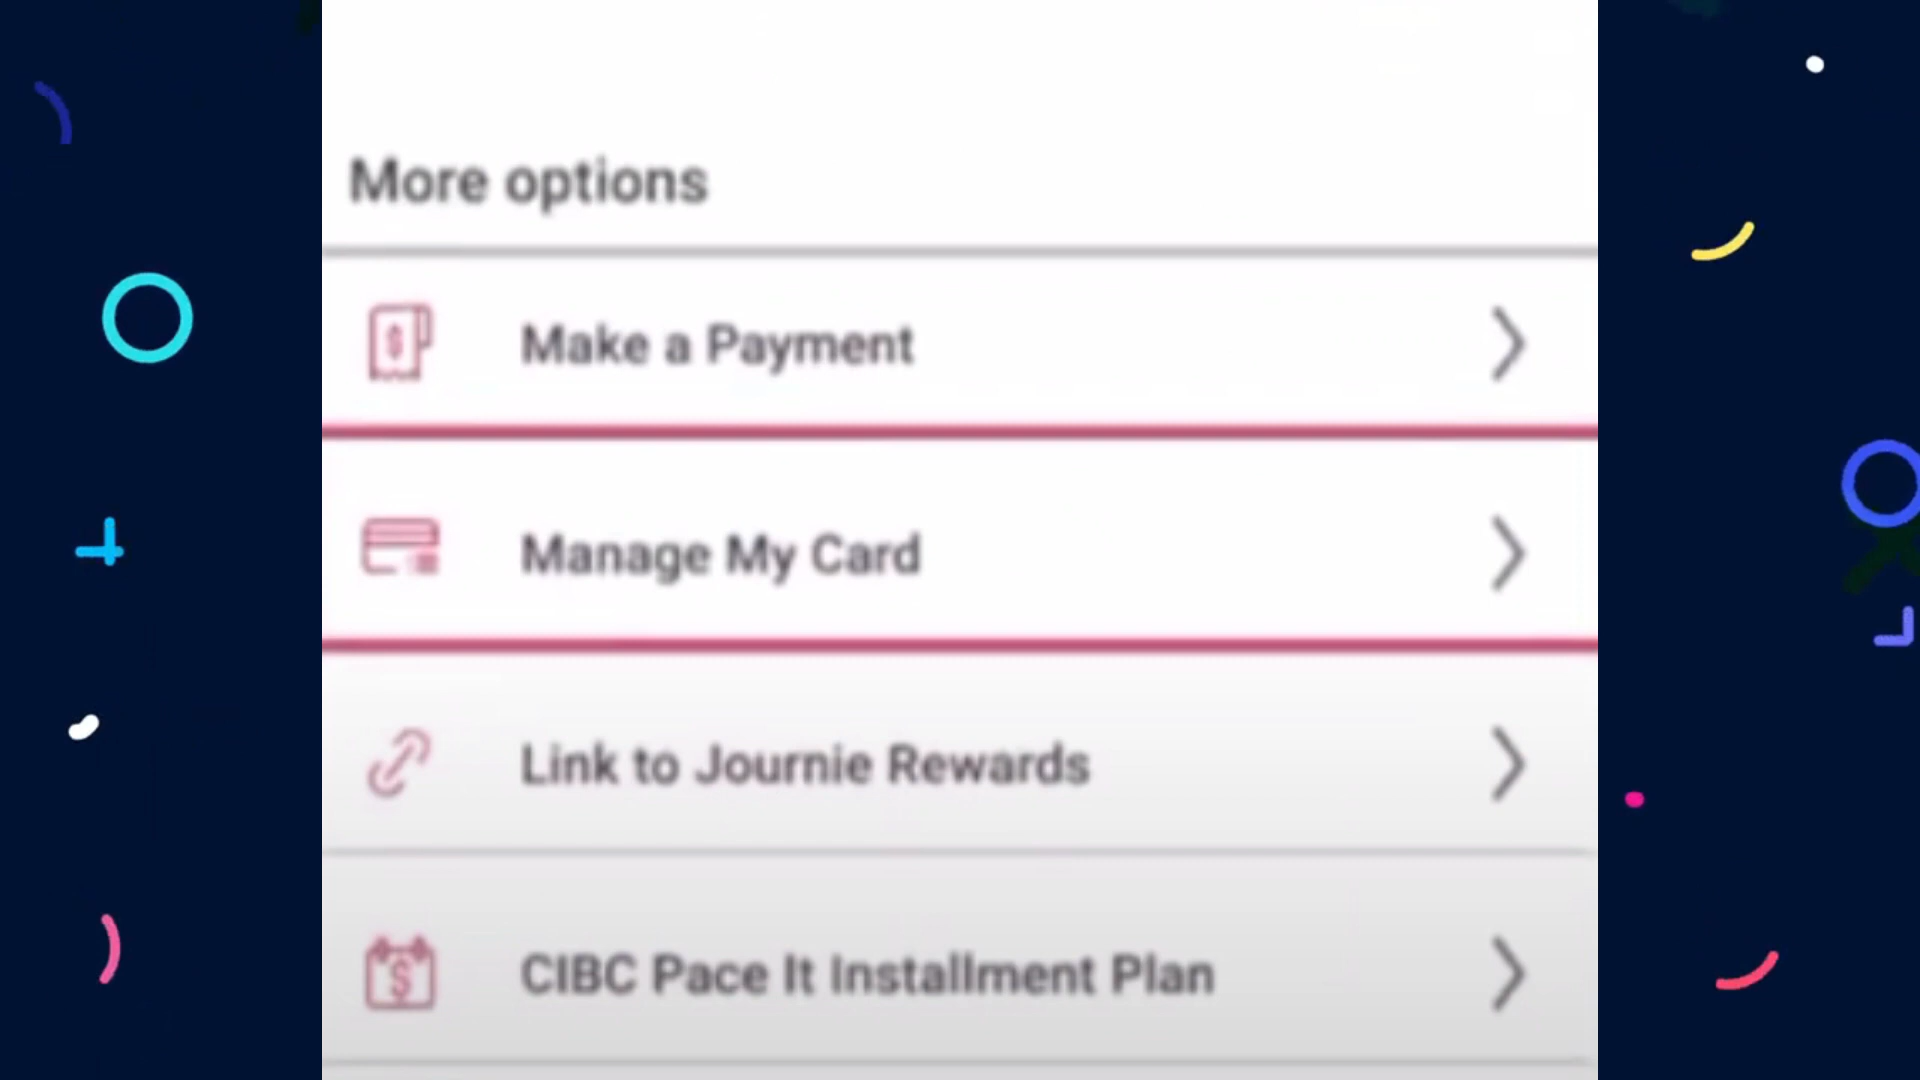 More options
Make a Payment
Manage My Card
Link to Journie Rewards
CIBC Pace It Installment Plan